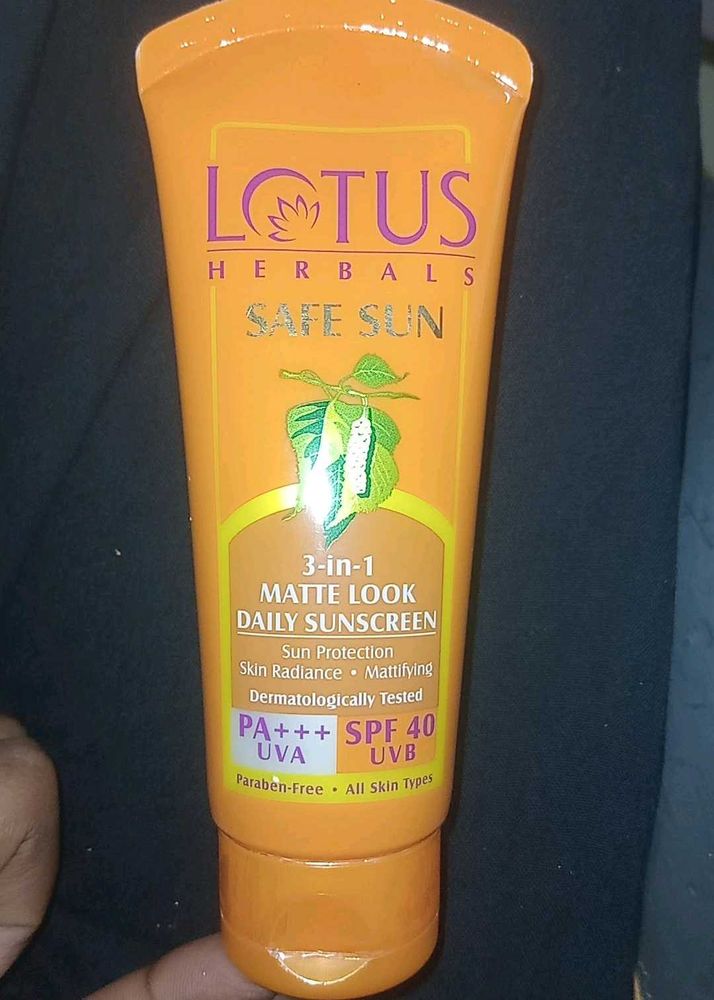 LOTUS
HERBALS
SAFE SUN
3-in-1
MATTE LOOK
DAILY SUNSCREEN
Sun Protection
Skin Radiance • Mattifying
Dermatologically Tested
PA+++ SPF 40
UVA UVB
Paraben-Free • All Skin Types